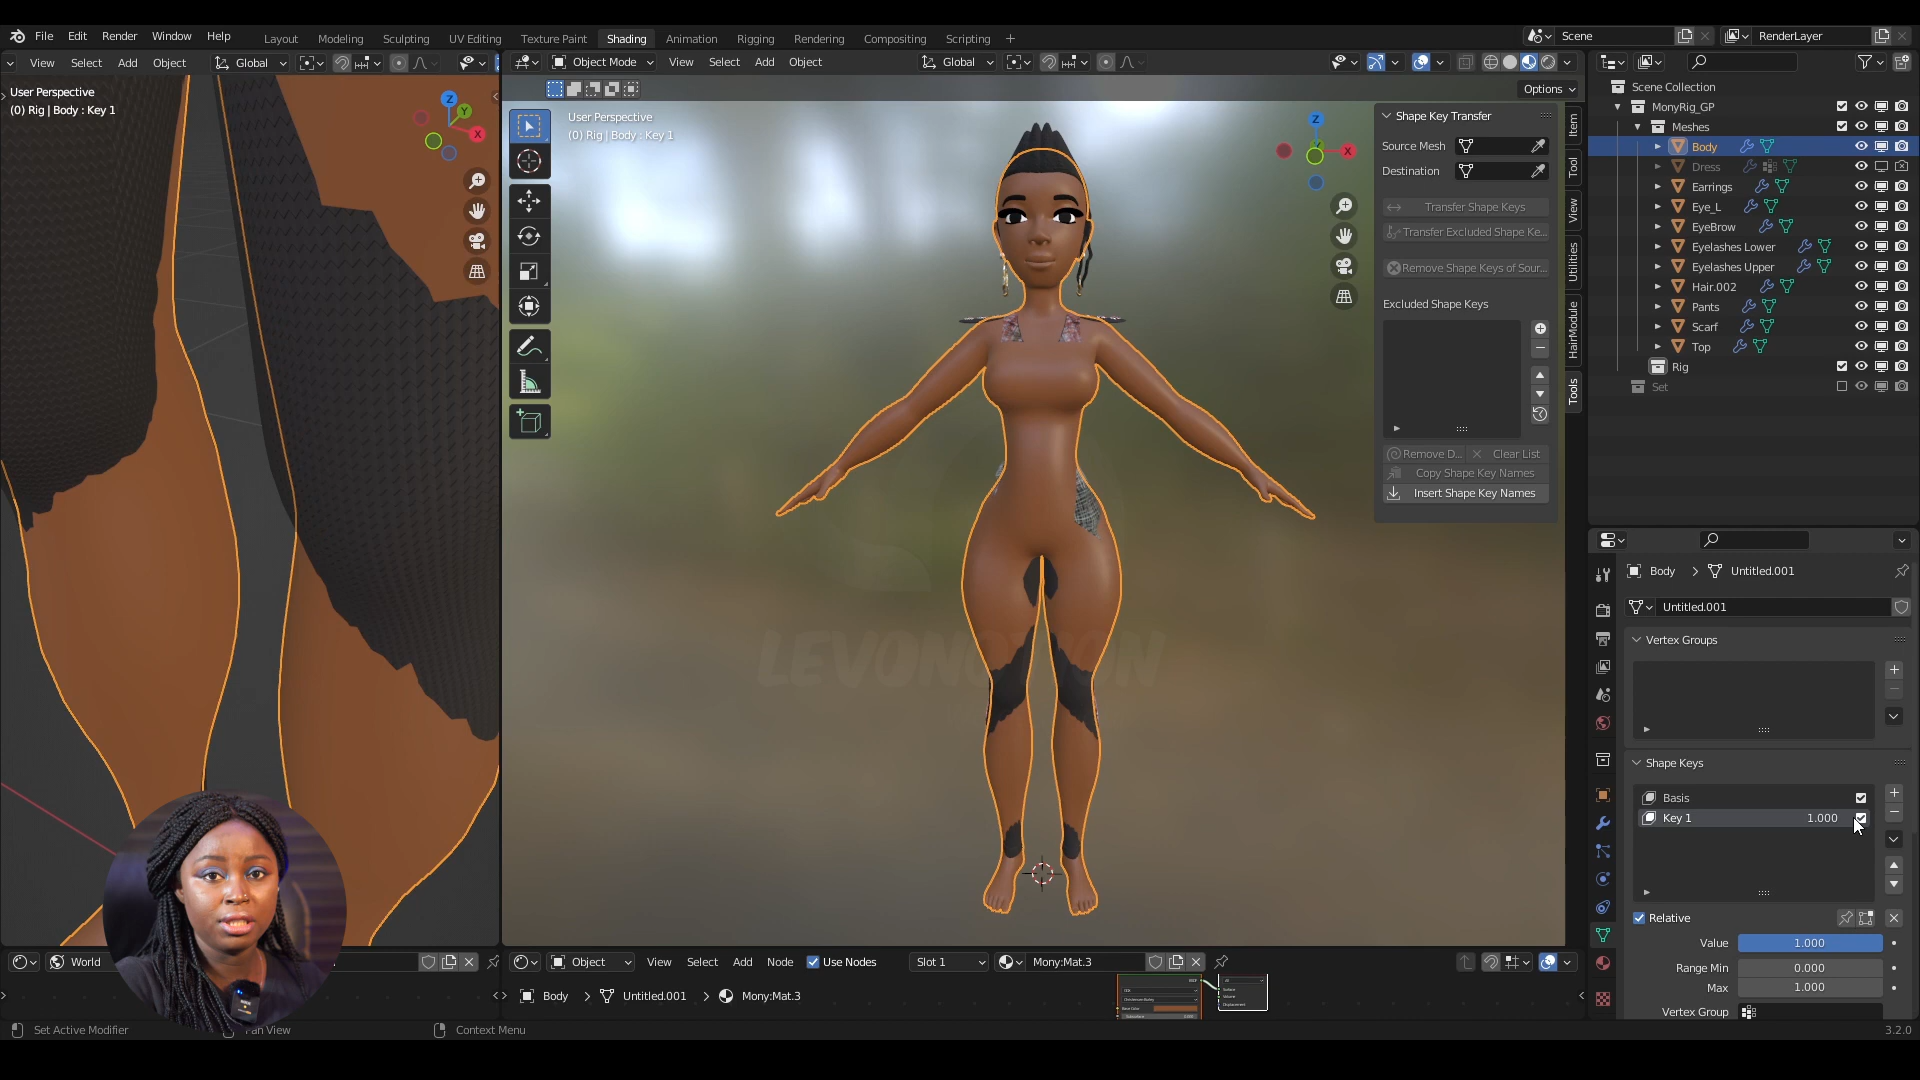 File Edit Render Window Help
Layout Modeling Sculpting UV Editing Texture Paint Shading Animation Rigging Rendering Compositing Scripting +
Scene
RenderLayer
View Select Add Object
Global
Object Mode View Select Add Object
Global
Options
User Perspective
(0) Rig | Body : Key 1
Z
Y
X
User Perspective
(0) Rig | Body : Key 1
Z
X
Shape Key Transfer
Source Mesh
Destination
Transfer Shape Keys
Transfer Excluded Shape Ke...
Remove Shape Keys of Sour...
Excluded Shape Keys
Remove D...
Clear List
Copy Shape Key Names
Insert Shape Key Names
Item
Tool
View
Utilities
HairModule
Tools
Scene Collection
MonyRig_GP
Meshes
Body
Dress
Earrings
Eye_L
EyeBrow
Eyelashes Lower
Eyelashes Upper
Hair.002
Pants
Scarf
Top
Rig
Set
Body > Untitled.001
Untitled.001
Vertex Groups
Shape Keys
Basis
Key 1 1.000
Relative
Value 1.000
Range Min 0.000
Max 1.000
Vertex Group
LEVONOTION
World
Object View Select Add Node Use Nodes Slot 1 Mony:Mat.3
Body > Untitled.001 > Mony:Mat.3
Set Active Modifier
Pan View
Context Menu
3.2.0